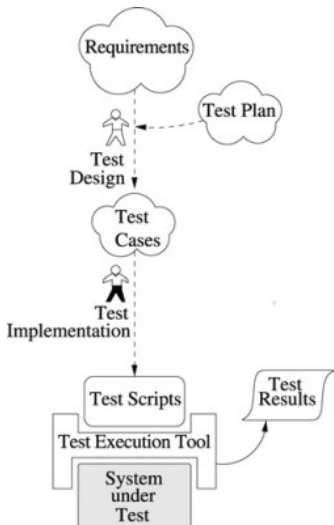 Requirements
Test Plan
Test
Design
Test
Cases
Test
Implementation
Test Scripts
Test
Results
Test Execution Tool
System
under
Test